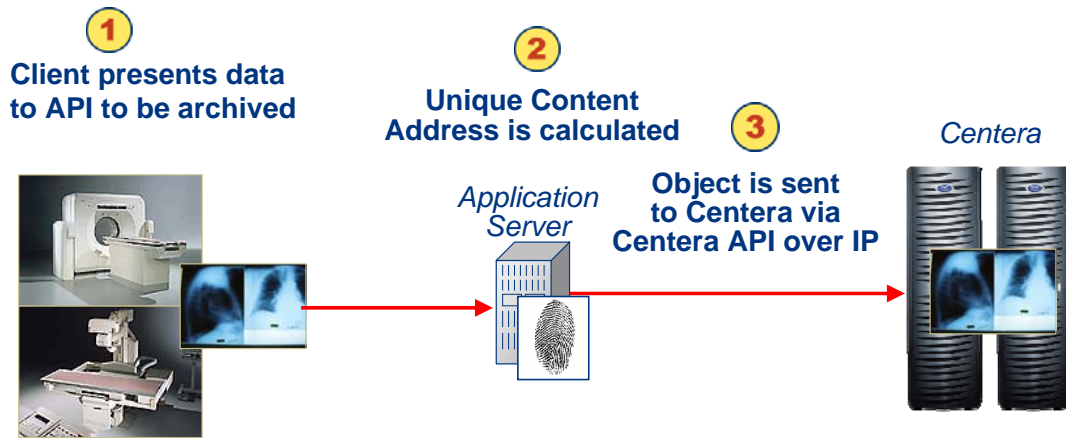 1
Client presents data
to API to be archived
2
Unique Content
Address is calculated
3
Object is sent
to Centera via
Centera API over IP
Application
Server
Centera